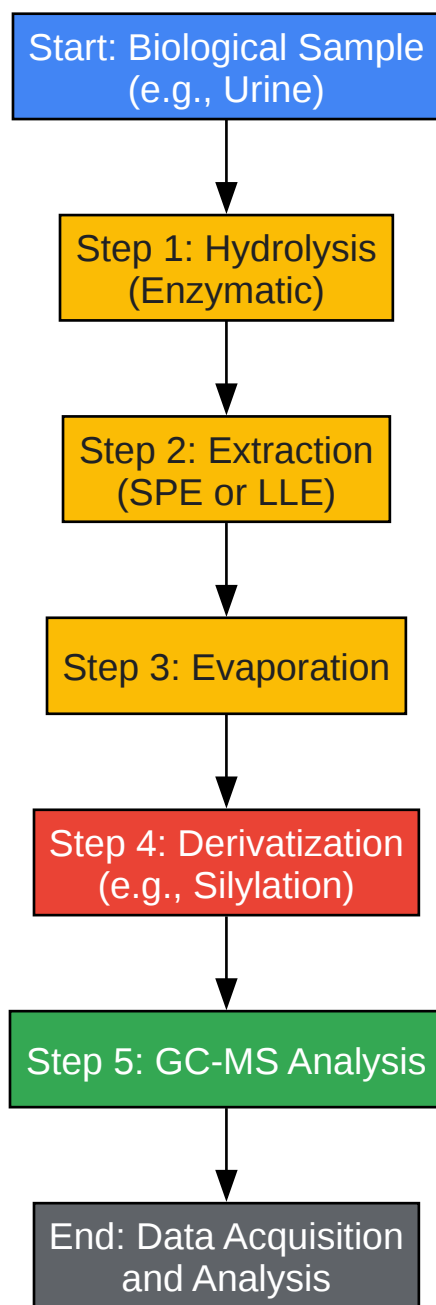 Start: Biological Sample
(e.g., Urine)
Step 1: Hydrolysis
(Enzymatic)
Step 2: Extraction
(SPE or LLE)
Step 3: Evaporation
Step 4: Derivatization
(e.g., Silylation)
Step 5: GC-MS Analysis
End: Data Acquisition
and Analysis